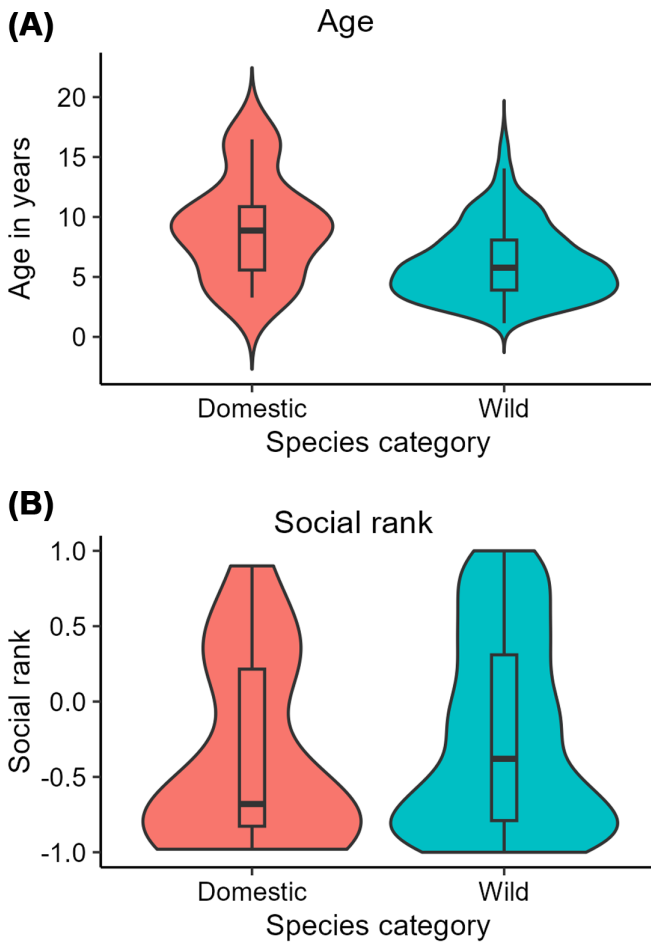 (A)
Age
Age in years
20
15
10
5
0
Domestic Wild
Species category
(B)
Social rank
Social rank
1.0
0.5
0.0
-0.5
-1.0
Domestic Wild
Species category